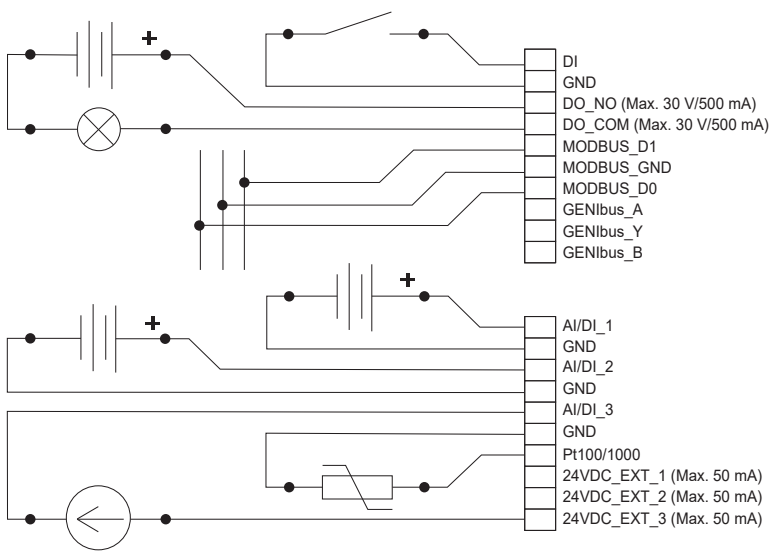 +
DI
GND
DO_NO (Max. 30 V/500 mA)
DO_COM (Max. 30 V/500 mA)
MODBUS_D1
MODBUS_GND
MODBUS_D0
GENIbus_A
GENIbus_Y
GENIbus_B
+
+
AI/DI_1
GND
AI/DI_2
GND
AI/DI_3
GND
Pt100/1000
24VDC_EXT_1 (Max. 50 mA)
24VDC_EXT_2 (Max. 50 mA)
24VDC_EXT_3 (Max. 50 mA)